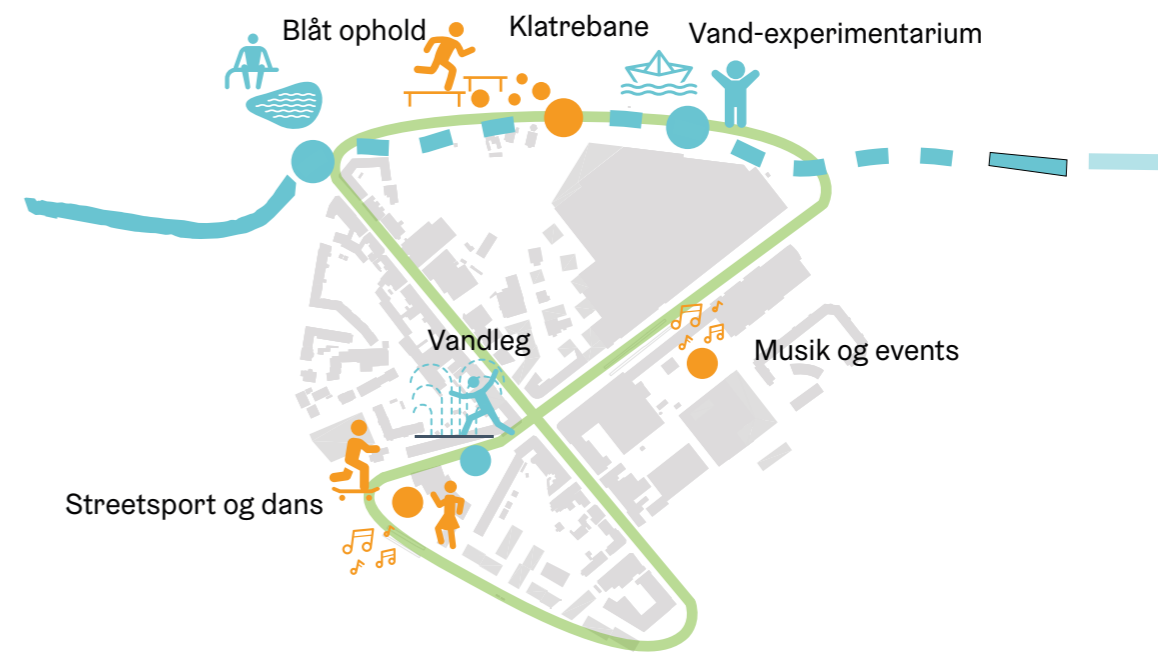 Blåt ophold
Klatrebane
Vand-experimentarium
Vandleg
Musik og events
Streetsport og dans